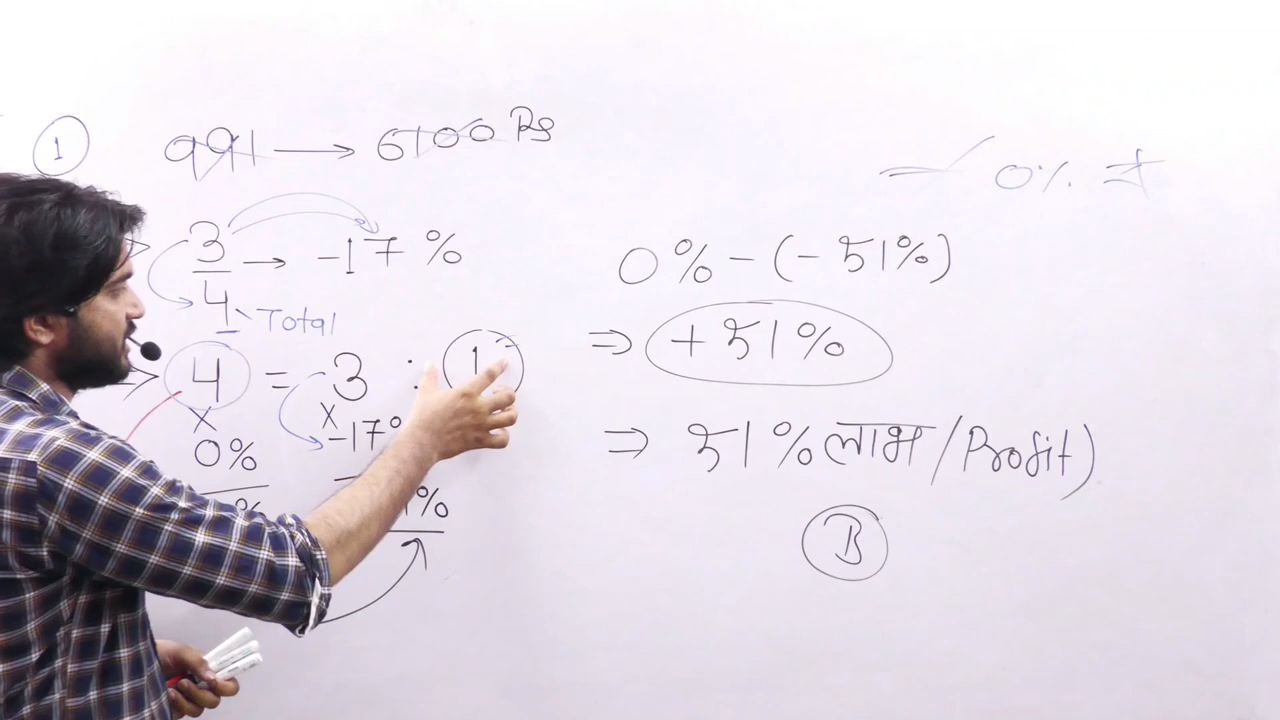 1
991 → 6100 Rs
3 → -17 %
4 Total
4 = 3 : 1
x x
0% -17%
% %
0% - (-51%)
⇒ +51%
⇒ 51% लाभ / Profit)
B
0%